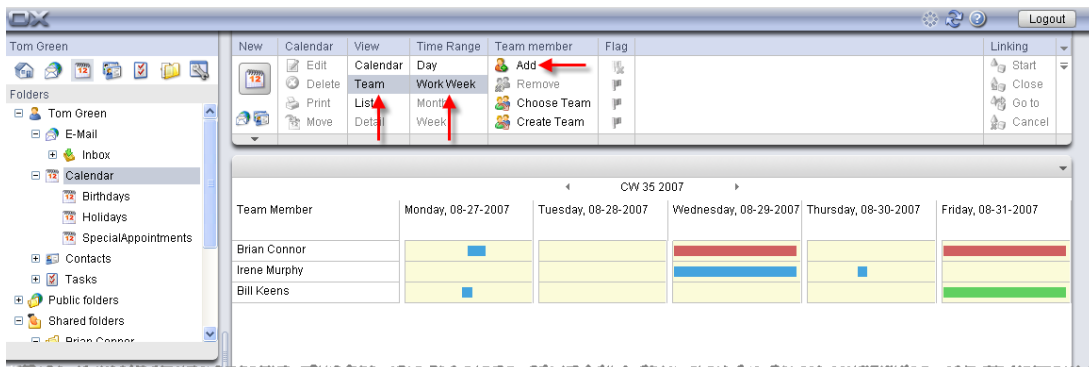 OX
Logout
Tom Green
New Calendar View Time Range Team member Flag Linking
Edit Calendar Day Add Start
Delete Team Work Week Remove Close
Print List Month Choose Team Go to
Move Detail Week Create Team Cancel
Folders
Tom Green
E-Mail
Inbox
Calendar
Birthdays
Holidays
SpecialAppointments
Contacts
Tasks
Public folders
Shared folders
Brian Connor
CW 35 2007
Team Member Monday, 08-27-2007 Tuesday, 08-28-2007 Wednesday, 08-29-2007 Thursday, 08-30-2007 Friday, 08-31-2007
Brian Connor
Irene Murphy
Bill Keens